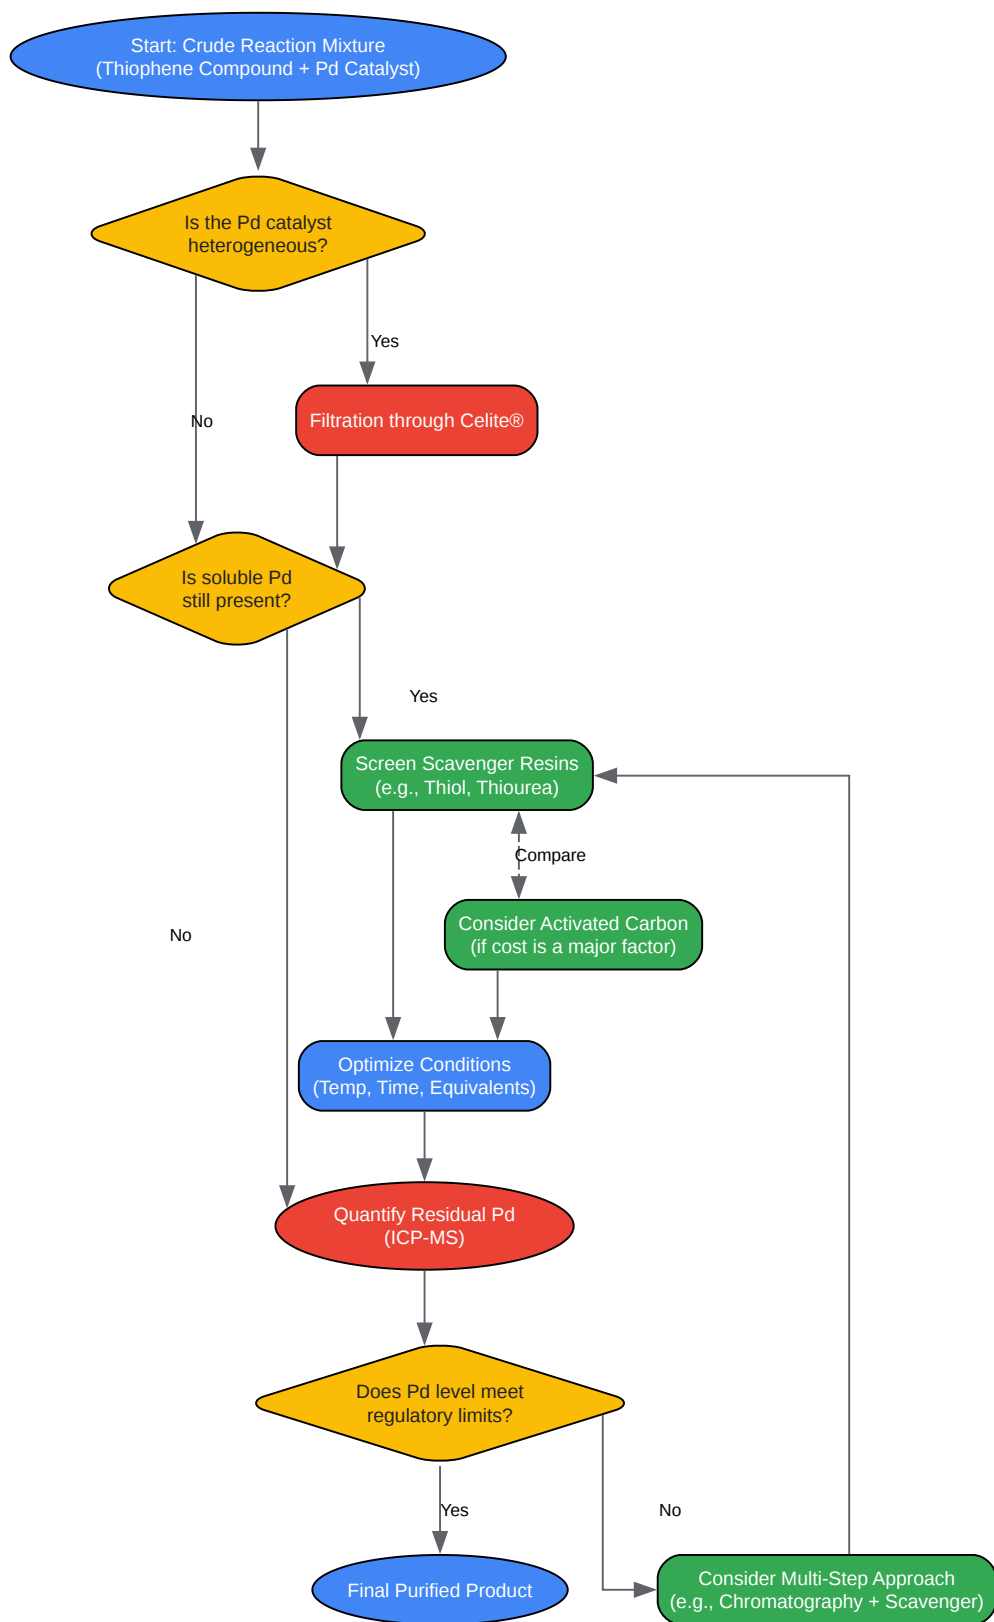 Start: Crude Reaction Mixture
(Thiophene Compound + Pd Catalyst)
Is the Pd catalyst
heterogeneous?
Yes
No
Filtration through Celite®
Is soluble Pd
still present?
Yes
Screen Scavenger Resins
(e.g., Thiol, Thiourea)
Compare
Consider Activated Carbon
(if cost is a major factor)
No
Optimize Conditions
(Temp, Time, Equivalents)
Quantify Residual Pd
(ICP-MS)
Does Pd level meet
regulatory limits?
Yes
No
Final Purified Product
Consider Multi-Step Approach
(e.g., Chromatography + Scavenger)